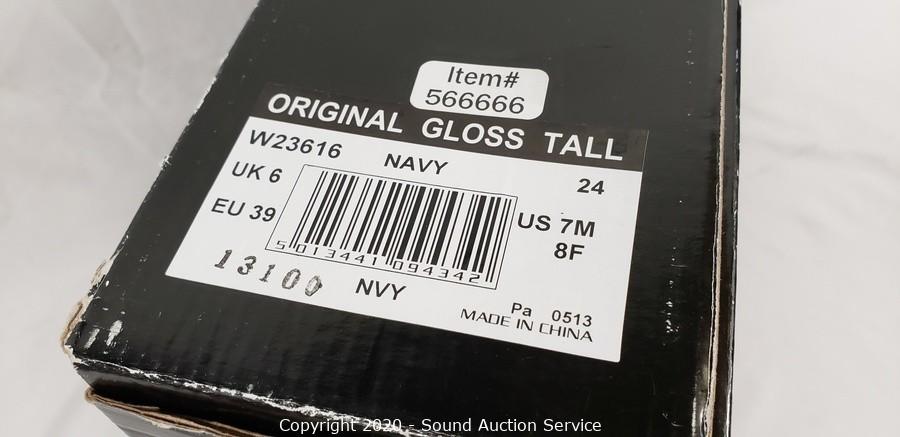 Item#
566666
ORIGINAL GLOSS TALL
W23616 NAVY 24
UK 6
EU 39
US 7M
8F
5 013441 094342
13100
NVY
Pa 0513
MADE IN CHINA
Copyright 2020 - Sound Auction Service